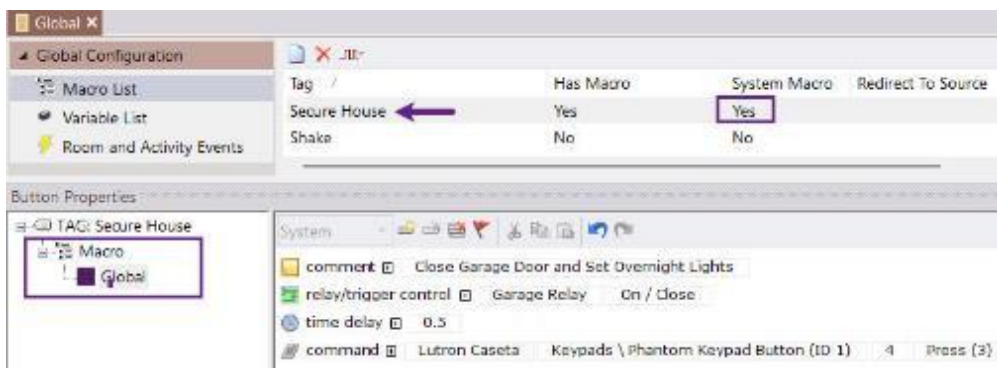 Global
Global Configuration
Macro List
Variable List
Room and Activity Events
Tag Has Macro System Macro Redirect To Source
Secure House Yes Yes
Shake No No
Button Properties
TAG: Secure House
Macro
Global
System
comment Close Garage Door and Set Overnight Lights
relay/trigger control Garage Relay On / Close
time delay 0.5
command Lutron Caseta Keypads \ Phantom Keypad Button (ID 1) 4 Press (3)